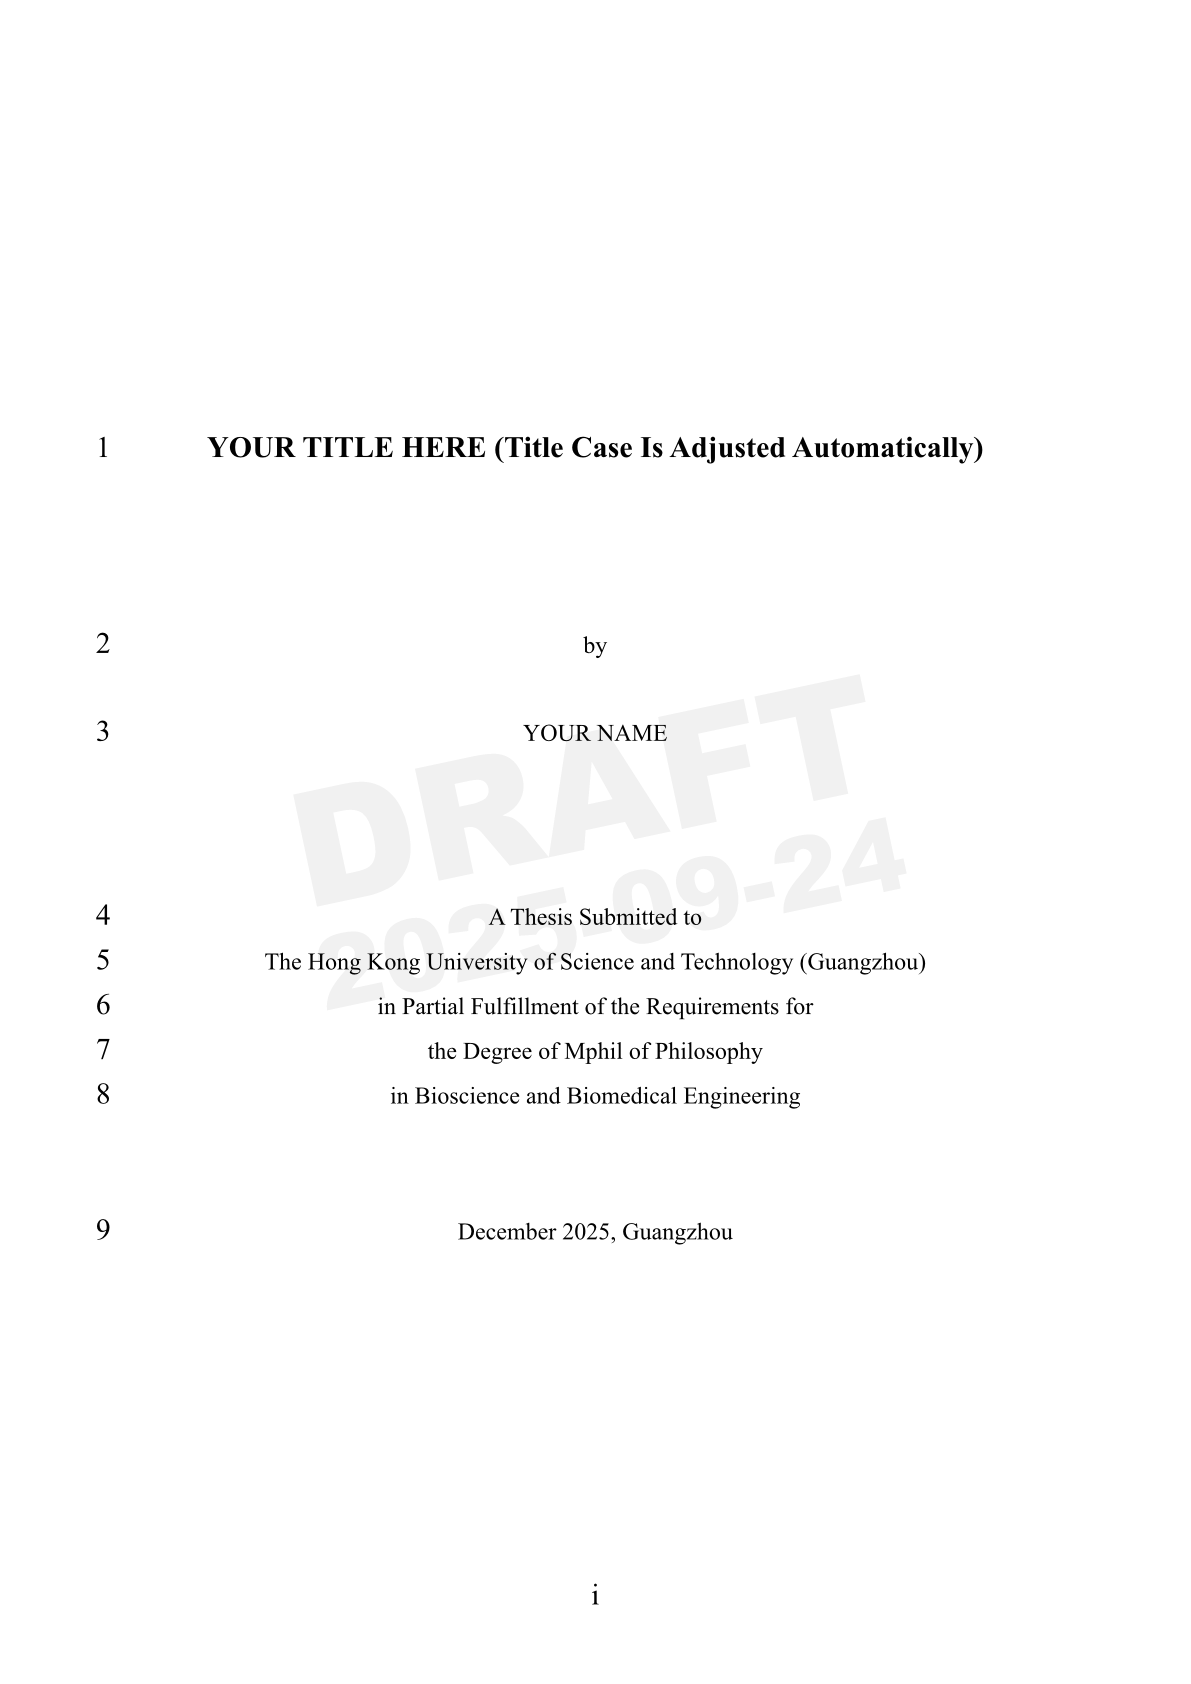 1 YOUR TITLE HERE (Title Case Is Adjusted Automatically)
2 by
3 YOUR NAME
DRAFT
2025-09-24
4 A Thesis Submitted to
5 The Hong Kong University of Science and Technology (Guangzhou)
6 in Partial Fulfillment of the Requirements for
7 the Degree of Mphil of Philosophy
8 in Bioscience and Biomedical Engineering
9 December 2025, Guangzhou
i